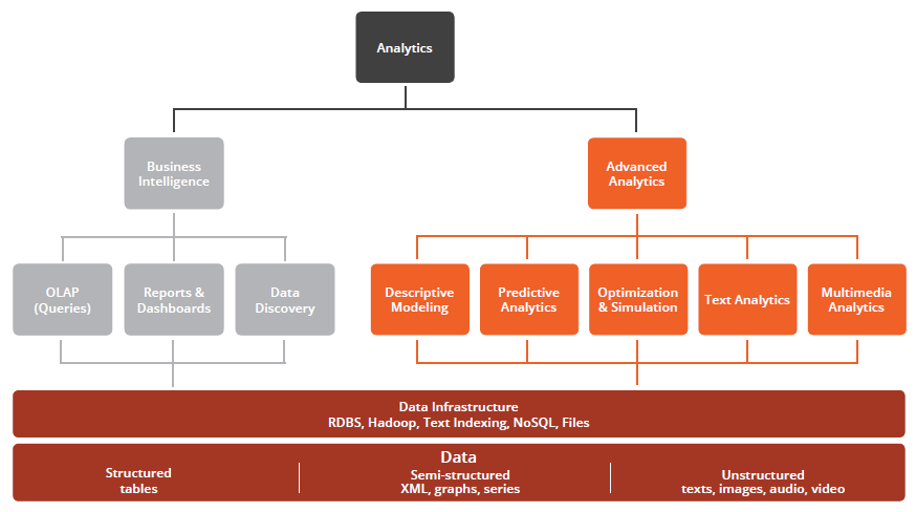 Analytics
Business
Intelligence
Advanced
Analytics
OLAP
(Queries)
Reports &
Dashboards
Data
Discovery
Descriptive
Modeling
Predictive
Analytics
Optimization
& Simulation
Text Analytics
Multimedia
Analytics
Data Infrastructure
RDBS, Hadoop, Text Indexing, NoSQL, Files
Data
Structured
tables
Semi-structured
XML, graphs, series
Unstructured
texts, images, audio, video